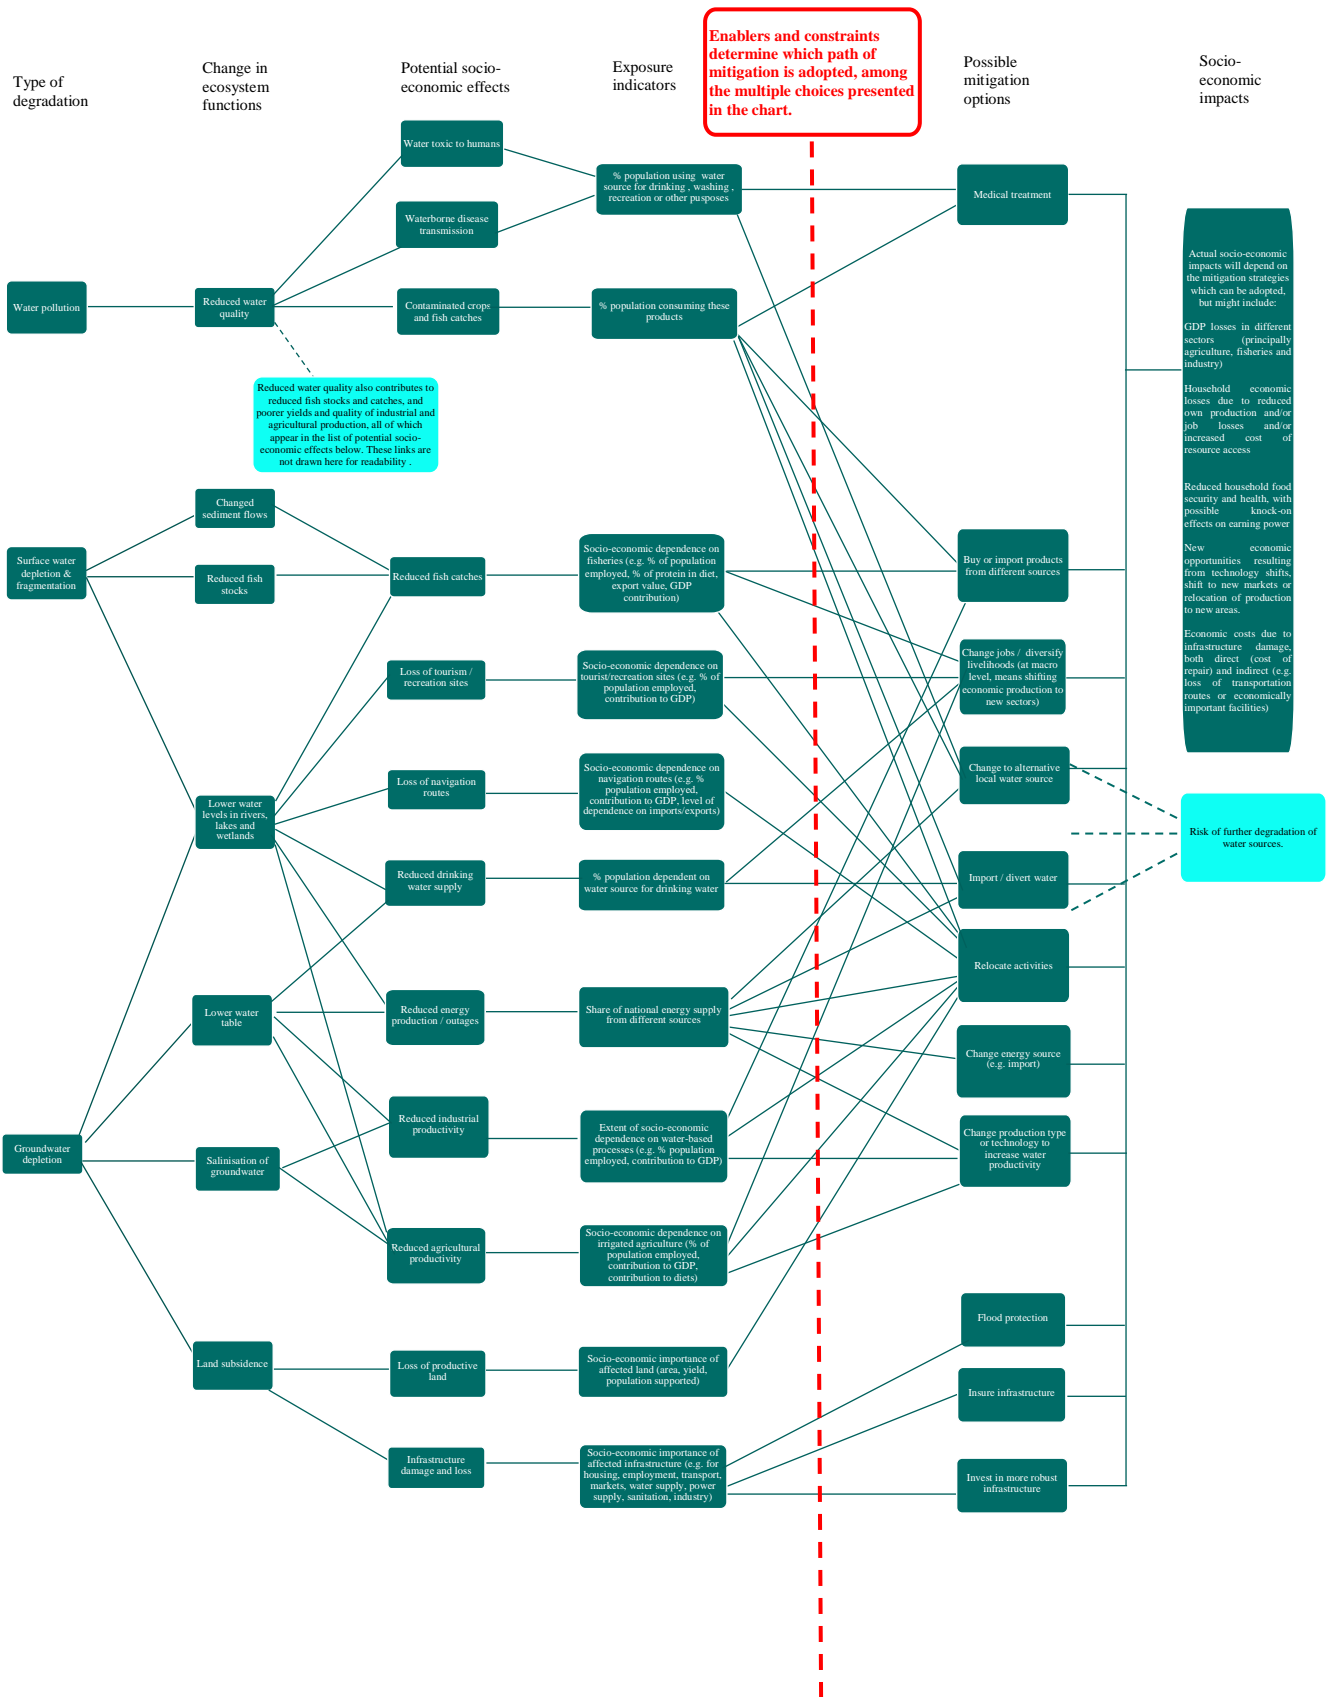 Type of
degradation
Change in
ecosystem
functions
Potential socio-
economic effects
Exposure
indicators
Enablers and constraints
determine which path of
mitigation is adopted, among
the multiple choices presented
in the chart.
Possible
mitigation
options
Socio-
economic
impacts
Water pollution
Reduced water
quality
Water toxic to humans
Waterborne disease
transmission
Contaminated crops
and fish catches
% population using water
source for drinking , washing ,
recreation or other pusposes
% population consuming these
products
Medical treatment
Reduced water quality also contributes to
reduced fish stocks and catches, and
poorer yields and quality of industrial and
agricultural production, all of which
appear in the list of potential socio-
economic effects below. These links are
not drawn here for readability .
Actual socio-economic
impacts will depend on
the mitigation strategies
which can be adopted,
but might include:
GDP losses in different
sectors (principally
agriculture, fisheries and
industry)
Household economic
losses due to reduced
own production and/or
job losses and/or
increased cost of
resource access
Reduced household food
security and health, with
possible knock-on
effects on earning power
New economic
opportunities resulting
from technology shifts,
shift to new markets or
relocation of production
to new areas.
Economic costs due to
infrastructure damage,
both direct (cost of
repair) and indirect (e.g.
loss of transportation
routes or economically
important facilities)
Surface water
depletion &
fragmentation
Changed
sediment flows
Reduced fish
stocks
Reduced fish catches
Socio-economic dependence on
fisheries (e.g. % of population
employed, % of protein in diet,
export value, GDP
contribution)
Buy or import products
from different sources
Loss of tourism /
recreation sites
Socio-economic dependence on
tourist/recreation sites (e.g. % of
population employed,
contribution to GDP)
Change jobs / diversify
livelihoods (at macro
level, means shifting
economic production to
new sectors)
Lower water
levels in rivers,
lakes and
wetlands
Loss of navigation
routes
Socio-economic dependence on
navigation routes (e.g. %
population employed,
contribution to GDP, level of
dependence on imports/exports)
Change to alternative
local water source
Risk of further degradation of
water sources.
Reduced drinking
water supply
% population dependent on
water source for drinking water
Import / divert water
Relocate activities
Lower water
table
Reduced energy
production / outages
Share of national energy supply
from different sources
Change energy source
(e.g. import)
Groundwater
depletion
Salinisation of
groundwater
Reduced industrial
productivity
Extent of socio-economic
dependence on water-based
processes (e.g. % population
employed, contribution to GDP)
Change production type
or technology to
increase water
productivity
Reduced agricultural
productivity
Socio-economic dependence on
irrigated agriculture (% of
population employed,
contribution to GDP,
contribution to diets)
Flood protection
Land subsidence
Loss of productive
land
Socio-economic importance of
affected land (area, yield,
population supported)
Insure infrastructure
Infrastructure
damage and loss
Socio-economic importance of
affected infrastructure (e.g. for
housing, employment, transport,
markets, water supply, power
supply, sanitation, industry)
Invest in more robust
infrastructure